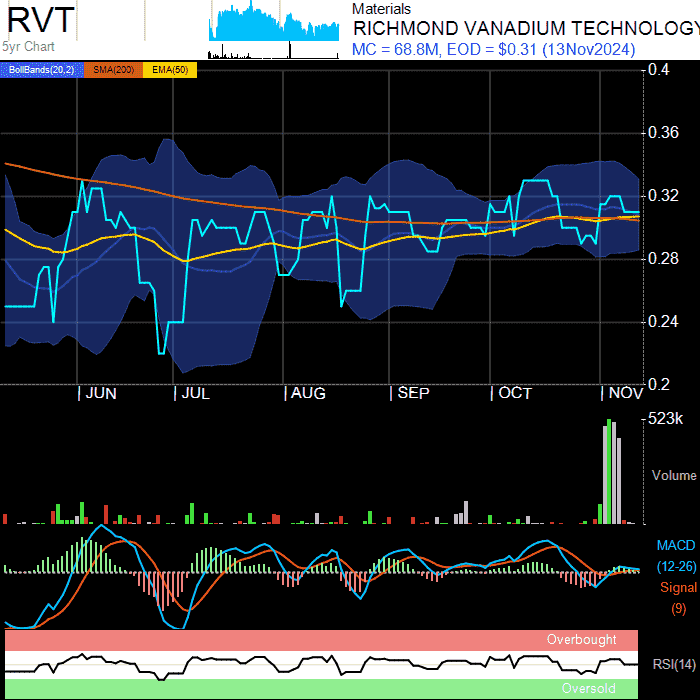 RVT
5yr Chart
Materials
RICHMOND VANADIUM TECHNOLOGY
MC = 68.8M, EOD = $0.31 (13Nov2024)
BollBands(20,2) SMA(200) EMA(50)
0.4
0.36
0.32
0.28
0.24
0.2
JUN JUL AUG SEP OCT NOV
523k
Volume
MACD
(12-26)
Signal
(9)
Overbought
RSI(14)
Oversold